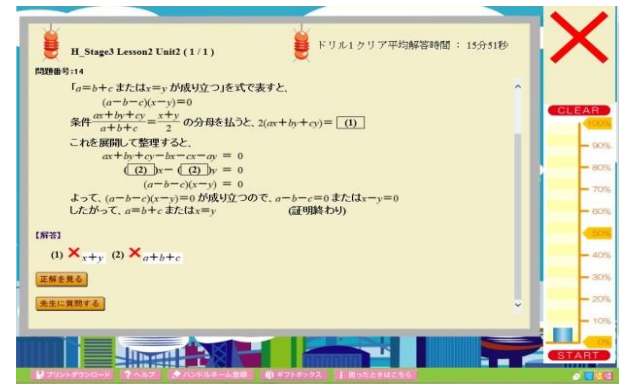 H_Stage3 Lesson2 Unit2 ( 1 / 1 )
ドリル1クリア平均解答時間 : 15分51秒
問題番号:14
「a=b+c またはx=y が成り立つ」を式で表すと、
(a−b−c)(x−y)=0
条件 (ax+by+cy)/(a+b+c) = (x+y)/2 の分母を払うと、2(ax+by+cy)= (1)
これを展開して整理すると、
ax+by+cy−bx−cx−ay = 0
( (2) )x− ( (2) )y = 0
(a−b−c)(x−y) = 0
よって、(a−b−c)(x−y)=0 が成り立つので、a−b−c=0 またはx−y=0
したがって、a=b+c またはx=y (証明終わり)
【解答】
(1) ×x+y (2) ×a+b+c
正解を見る
先生に質問する
CLEAR
100%
90%
80%
70%
60%
50%
40%
30%
20%
10%
0%
START
プリントダウンロード
ヘルプ
ハンドルネーム登録
ギフトボックス
困ったときはこちら